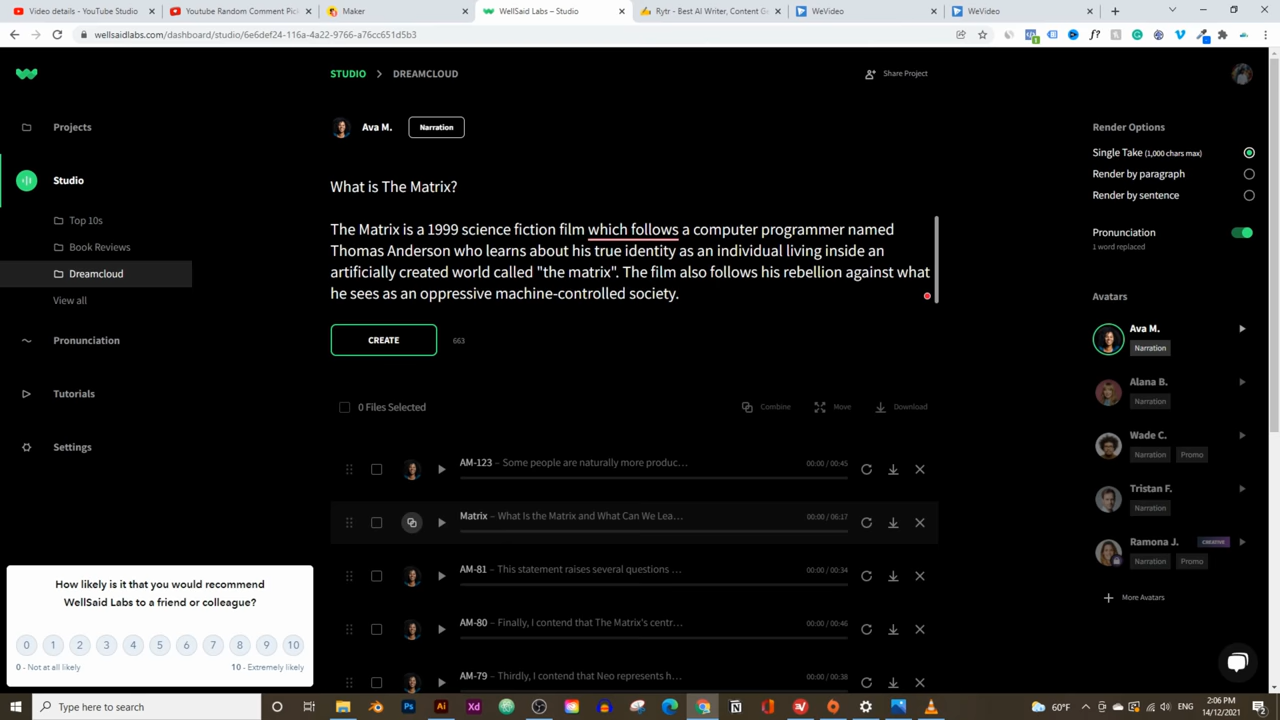 Video details - YouTube Studio
Youtube Random Comment Pick
Maker
WellSaid Labs – Studio
Rytr - Best AI Writer, Content Ge
WeVideo
WeVideo
wellsaidlabs.com/dashboard/studio/6e6def24-116a-4a22-9766-a76cc651d5b3
STUDIO > DREAMCLOUD
Share Project
Projects
Studio
Top 10s
Book Reviews
Dreamcloud
View all
Pronunciation
Tutorials
Settings
Ava M.
Narration
What is The Matrix?
The Matrix is a 1999 science fiction film which follows a computer programmer named
Thomas Anderson who learns about his true identity as an individual living inside an
artificially created world called "the matrix". The film also follows his rebellion against what
he sees as an oppressive machine-controlled society.
CREATE
663
0 Files Selected
Combine
Move
Download
AM-123 – Some people are naturally more produc…
00:00 / 00:45
Matrix – What Is the Matrix and What Can We Lea…
00:00 / 06:17
AM-81 – This statement raises several questions …
00:00 / 00:34
AM-80 – Finally, I contend that The Matrix's centr…
00:00 / 00:46
AM-79 – Thirdly, I contend that Neo represents h…
00:00 / 00:38
Render Options
Single Take (1,000 chars max)
Render by paragraph
Render by sentence
Pronunciation
1 word replaced
Avatars
Ava M.
Narration
Alana B.
Narration
Wade C.
Narration Promo
Tristan F.
Narration
Ramona J. CREATIVE
Narration Promo
More Avatars
How likely is it that you would recommend
WellSaid Labs to a friend or colleague?
0 1 2 3 4 5 6 7 8 9 10
0 - Not at all likely
10 - Extremely likely
Type here to search
60°F
ENG
2:06 PM
14/12/2021